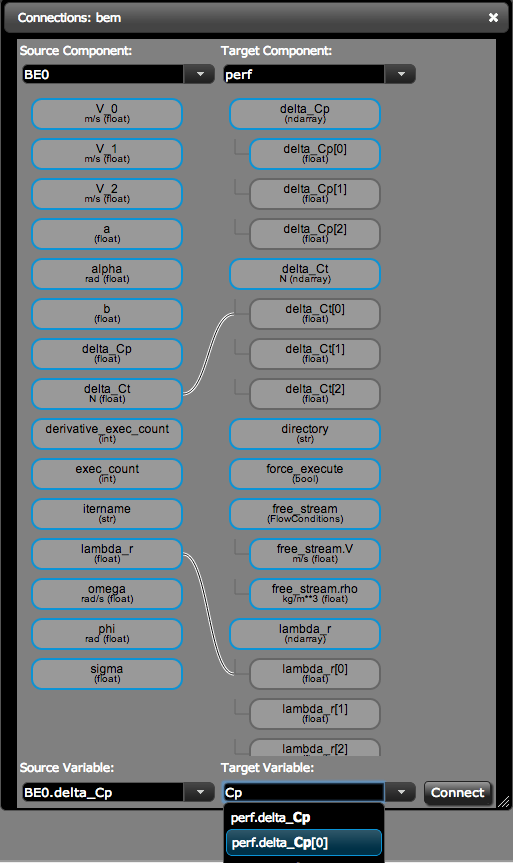 Connections: bem
Source Component:
Target Component:
BE0
perf
V_0
m/s (float)
V_1
m/s (float)
V_2
m/s (float)
a
(float)
alpha
rad (float)
b
(float)
delta_Cp
(float)
delta_Ct
N (float)
derivative_exec_count
(int)
exec_count
(int)
itername
(str)
lambda_r
(float)
omega
rad/s (float)
phi
rad (float)
sigma
(float)
delta_Cp
(ndarray)
delta_Cp[0]
(float)
delta_Cp[1]
(float)
delta_Cp[2]
(float)
delta_Ct
N (ndarray)
delta_Ct[0]
(float)
delta_Ct[1]
(float)
delta_Ct[2]
(float)
directory
(str)
force_execute
(bool)
free_stream
(FlowConditions)
free_stream.V
m/s (float)
free_stream.rho
kg/m**3 (float)
lambda_r
(ndarray)
lambda_r[0]
(float)
lambda_r[1]
(float)
lambda_r[2]
Source Variable:
Target Variable:
BE0.delta_Cp
Cp
Connect
perf.delta_Cp
perf.delta_Cp[0]